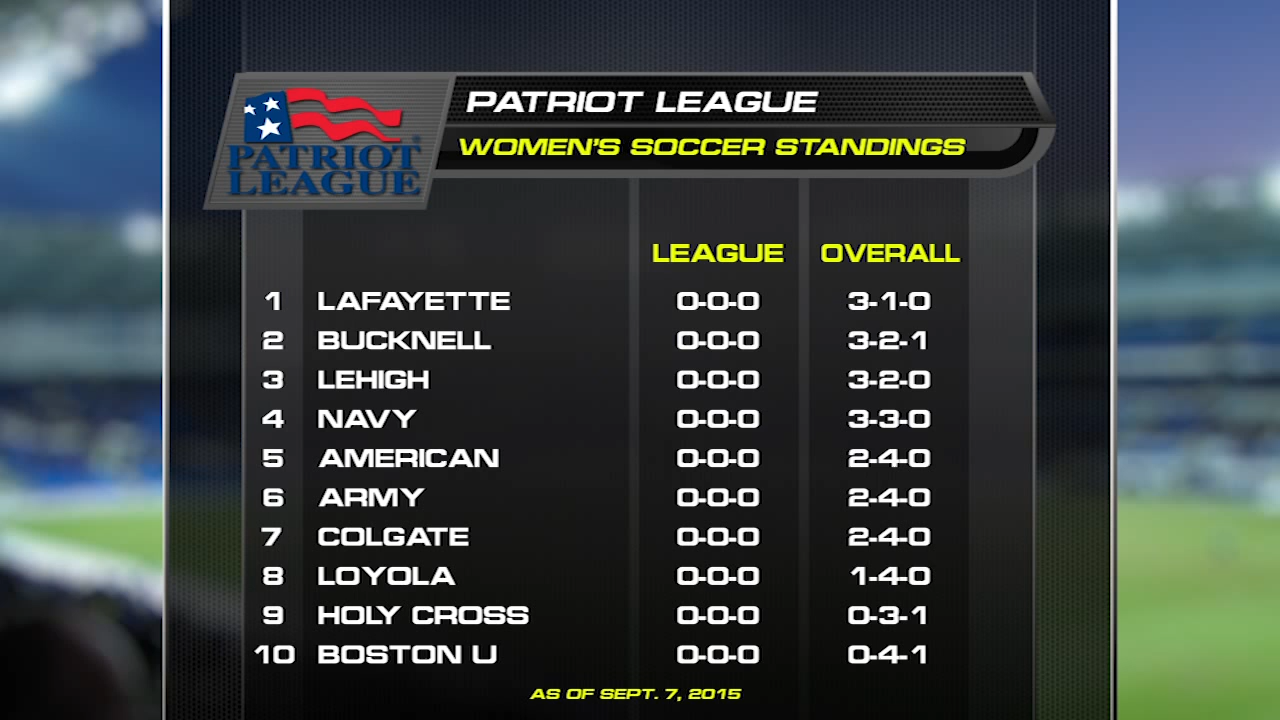 PATRIOT LEAGUE
PATRIOT LEAGUE
WOMEN'S SOCCER STANDINGS
LEAGUE OVERALL
1 LAFAYETTE 0-0-0 3-1-0
2 BUCKNELL 0-0-0 3-2-1
3 LEHIGH 0-0-0 3-2-0
4 NAVY 0-0-0 3-3-0
5 AMERICAN 0-0-0 2-4-0
6 ARMY 0-0-0 2-4-0
7 COLGATE 0-0-0 2-4-0
8 LOYOLA 0-0-0 1-4-0
9 HOLY CROSS 0-0-0 0-3-1
10 BOSTON U 0-0-0 0-4-1
AS OF SEPT. 7, 2015